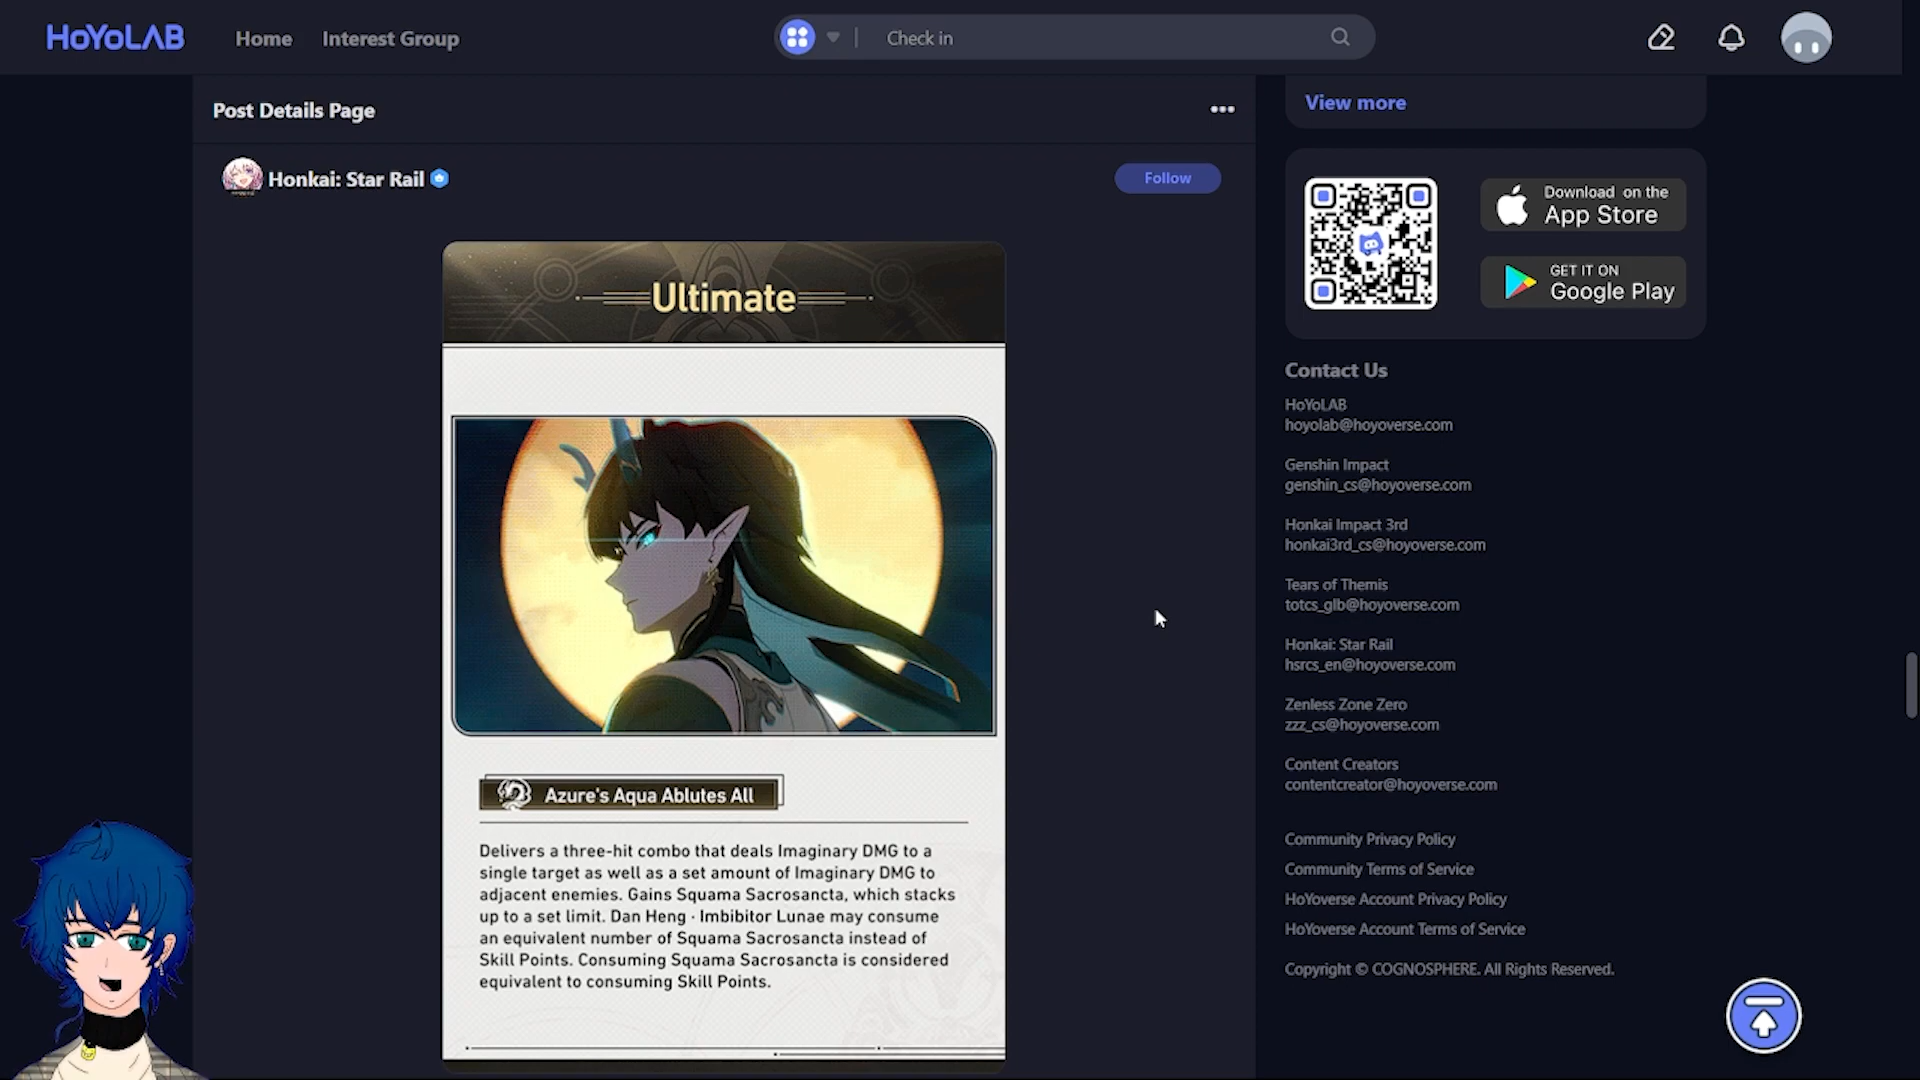 HoYoLAB
Home
Interest Group
Check in
Post Details Page
Honkai: Star Rail
Follow
Ultimate
Azure's Aqua Ablutes All
Delivers a three-hit combo that deals Imaginary DMG to a
single target as well as a set amount of Imaginary DMG to
adjacent enemies. Gains Squama Sacrosancta, which stacks
up to a set limit. Dan Heng · Imbibitor Lunae may consume
an equivalent number of Squama Sacrosancta instead of
Skill Points. Consuming Squama Sacrosancta is considered
equivalent to consuming Skill Points.
View more
Download on the
App Store
GET IT ON
Google Play
Contact Us
HoYoLAB
hoyolab@hoyoverse.com
Genshin Impact
genshin_cs@hoyoverse.com
Honkai Impact 3rd
honkai3rd_cs@hoyoverse.com
Tears of Themis
totcs_glb@hoyoverse.com
Honkai: Star Rail
hsrcs_en@hoyoverse.com
Zenless Zone Zero
zzz_cs@hoyoverse.com
Content Creators
contentcreator@hoyoverse.com
Community Privacy Policy
Community Terms of Service
HoYoverse Account Privacy Policy
HoYoverse Account Terms of Service
Copyright © COGNOSPHERE. All Rights Reserved.